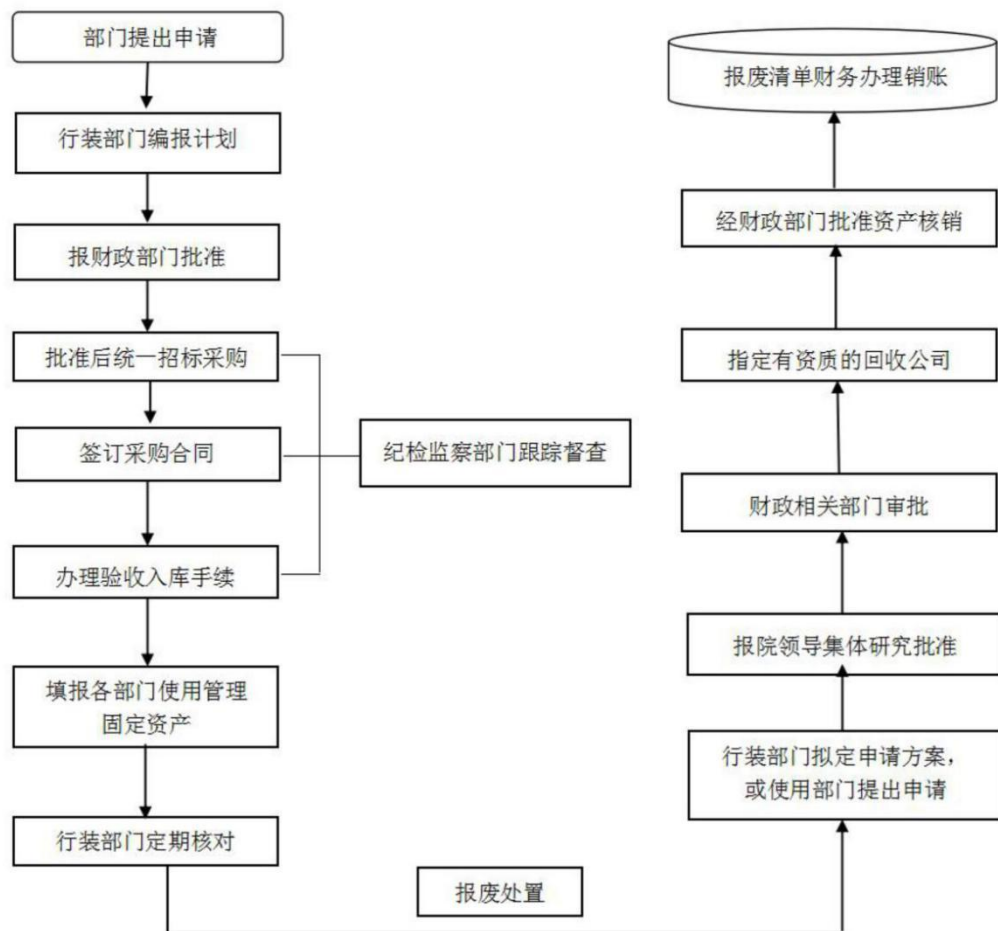 部门提出申请
行装部门编报计划
报财政部门批准
批准后统一招标采购
签订采购合同
办理验收入库手续
纪检监察部门跟踪督查
填报各部门使用管理
固定资产
行装部门定期核对
报废处置
行装部门拟定申请方案，
或使用部门提出申请
报院领导集体研究批准
财政相关部门审批
指定有资质的回收公司
经财政部门批准资产核销
报废清单财务办理销账